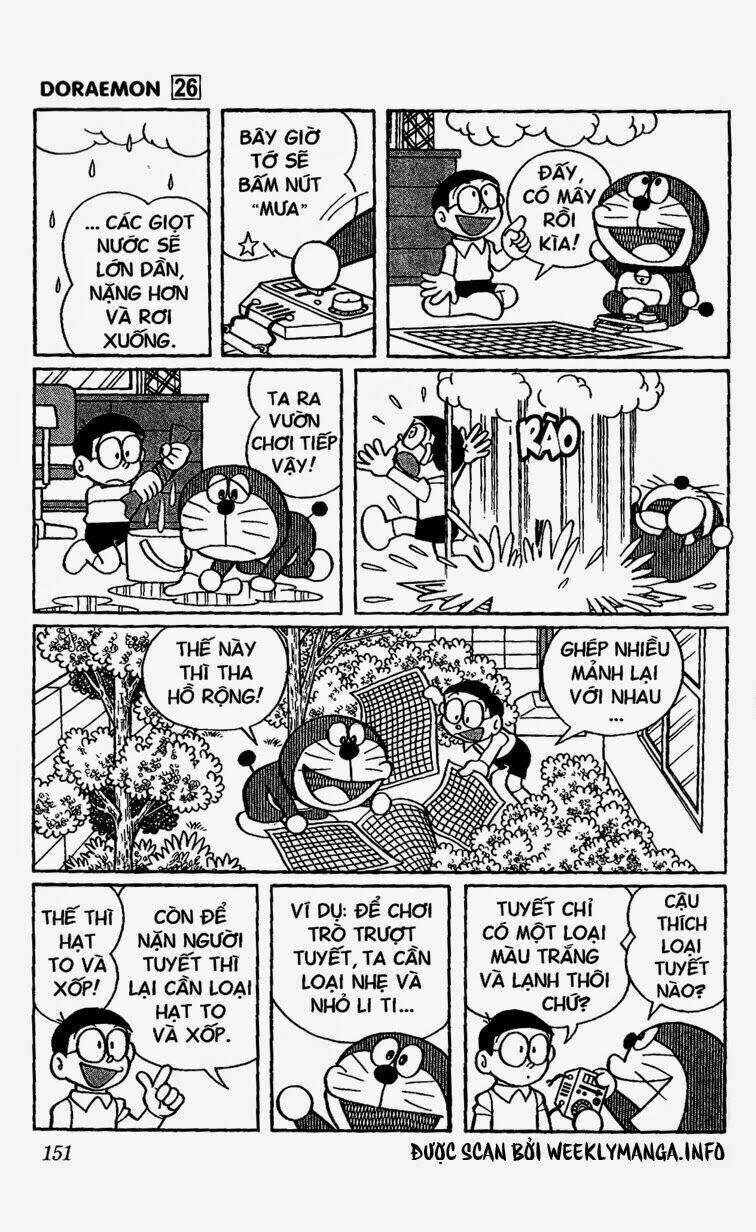 DORAEMON 26
ĐẤY,
CÓ MÂY
RỒI
KÌA!
BÂY GIỜ
TỚ SẼ
BẤM NÚT
"MƯA"
... CÁC GIỌT
NƯỚC SẼ
LỚN DẦN,
NẶNG HƠN
VÀ RƠI
XUỐNG.
RÀO
TA RA
VƯỜN
CHƠI TIẾP
VẬY!
GHÉP NHIỀU
MẢNH LẠI
VỚI NHAU
...
THẾ NÀY
THÌ THA
HỒ RỘNG!
CẬU
THÍCH
LOẠI
TUYẾT
NÀO?
TUYẾT CHỈ
CÓ MỘT LOẠI
MÀU TRẮNG
VÀ LẠNH THÔI
CHỨ?
VÍ DỤ: ĐỂ CHƠI
TRÒ TRƯỢT
TUYẾT, TA CẦN
LOẠI NHẸ VÀ
NHỎ LI TI...
CÒN ĐỂ
NẶN NGƯỜI
TUYẾT THÌ
LẠI CẦN LOẠI
HẠT TO
VÀ XỐP.
THẾ THÌ
HẠT
TO VÀ
XỐP!
151
ĐƯỢC SCAN BỞI WEEKLYMANGA.INFO